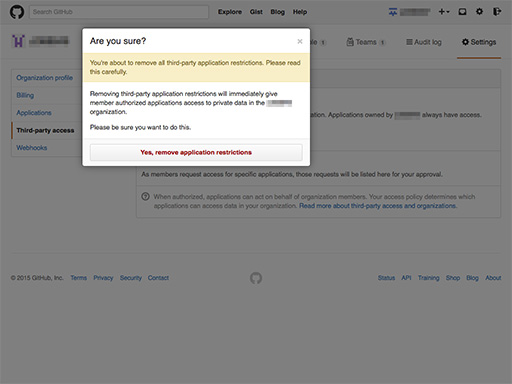 Search GitHub
Explore Gist Blog Help
Teams
Audit log
Settings
Organization profile
Billing
Applications
Third-party access
Webhooks
Are you sure?
You're about to remove all third-party application restrictions. Please read
this carefully.
Removing third-party application restrictions will immediately give
member authorized applications access to private data in the
organization.
Please be sure you want to do this.
Yes, remove application restrictions
Applications owned by
always have access.
As members request access for specific applications, those requests will be listed here for your approval.
When authorized, applications can act on behalf of organization members. Your access policy determines which
applications can access data in your organization. Read more about third-party access and organizations.
© 2015 GitHub, Inc. Terms Privacy Security Contact
Status API Training Shop Blog About